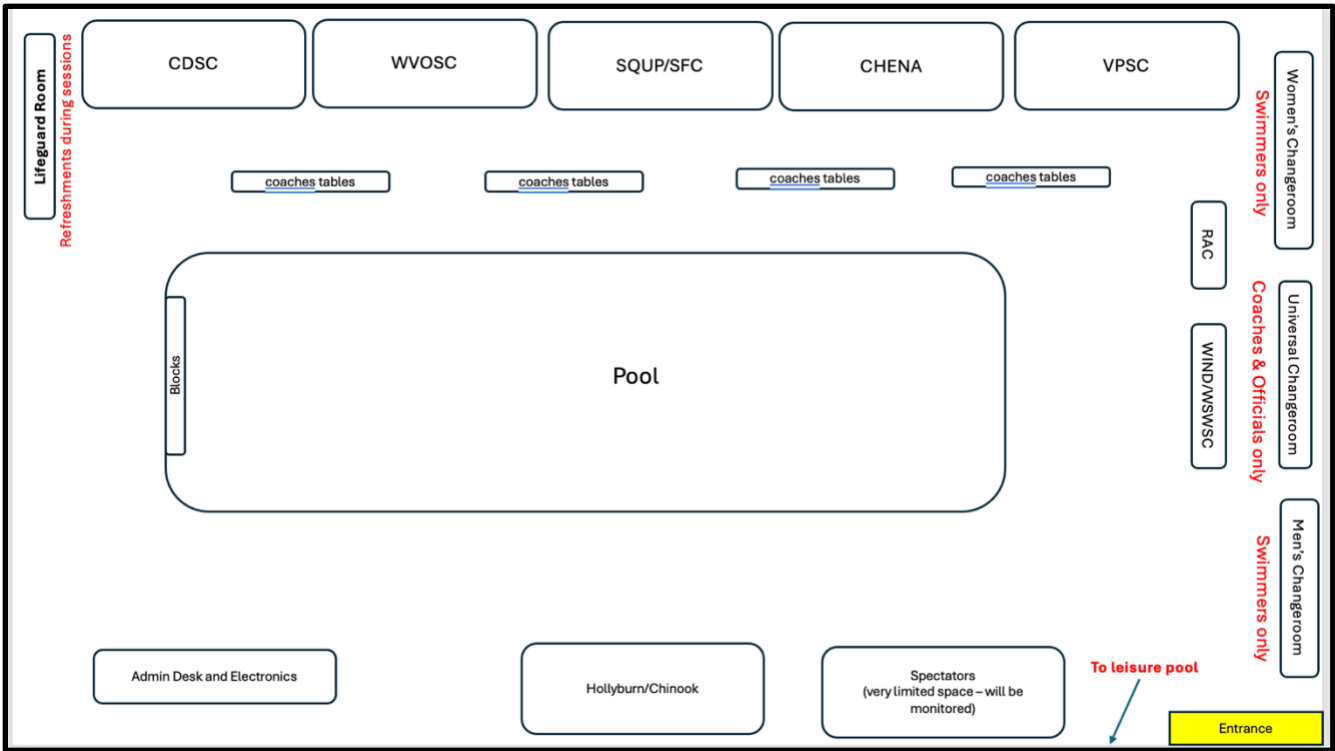 Lifeguard Room
Refreshments during sessions
CDSC
WVOSC
SQUP/SFC
CHENA
VPSC
Women's Changeroom
Swimmers only
coaches tables
coaches tables
coaches tables
coaches tables
RAC
WIND/WSWSC
Universal Changeroom
Coaches & Officials only
Blocks
Pool
Men's Changeroom
Swimmers only
Admin Desk and Electronics
Hollyburn/Chinook
Spectators
(very limited space – will be
monitored)
To leisure pool
Entrance